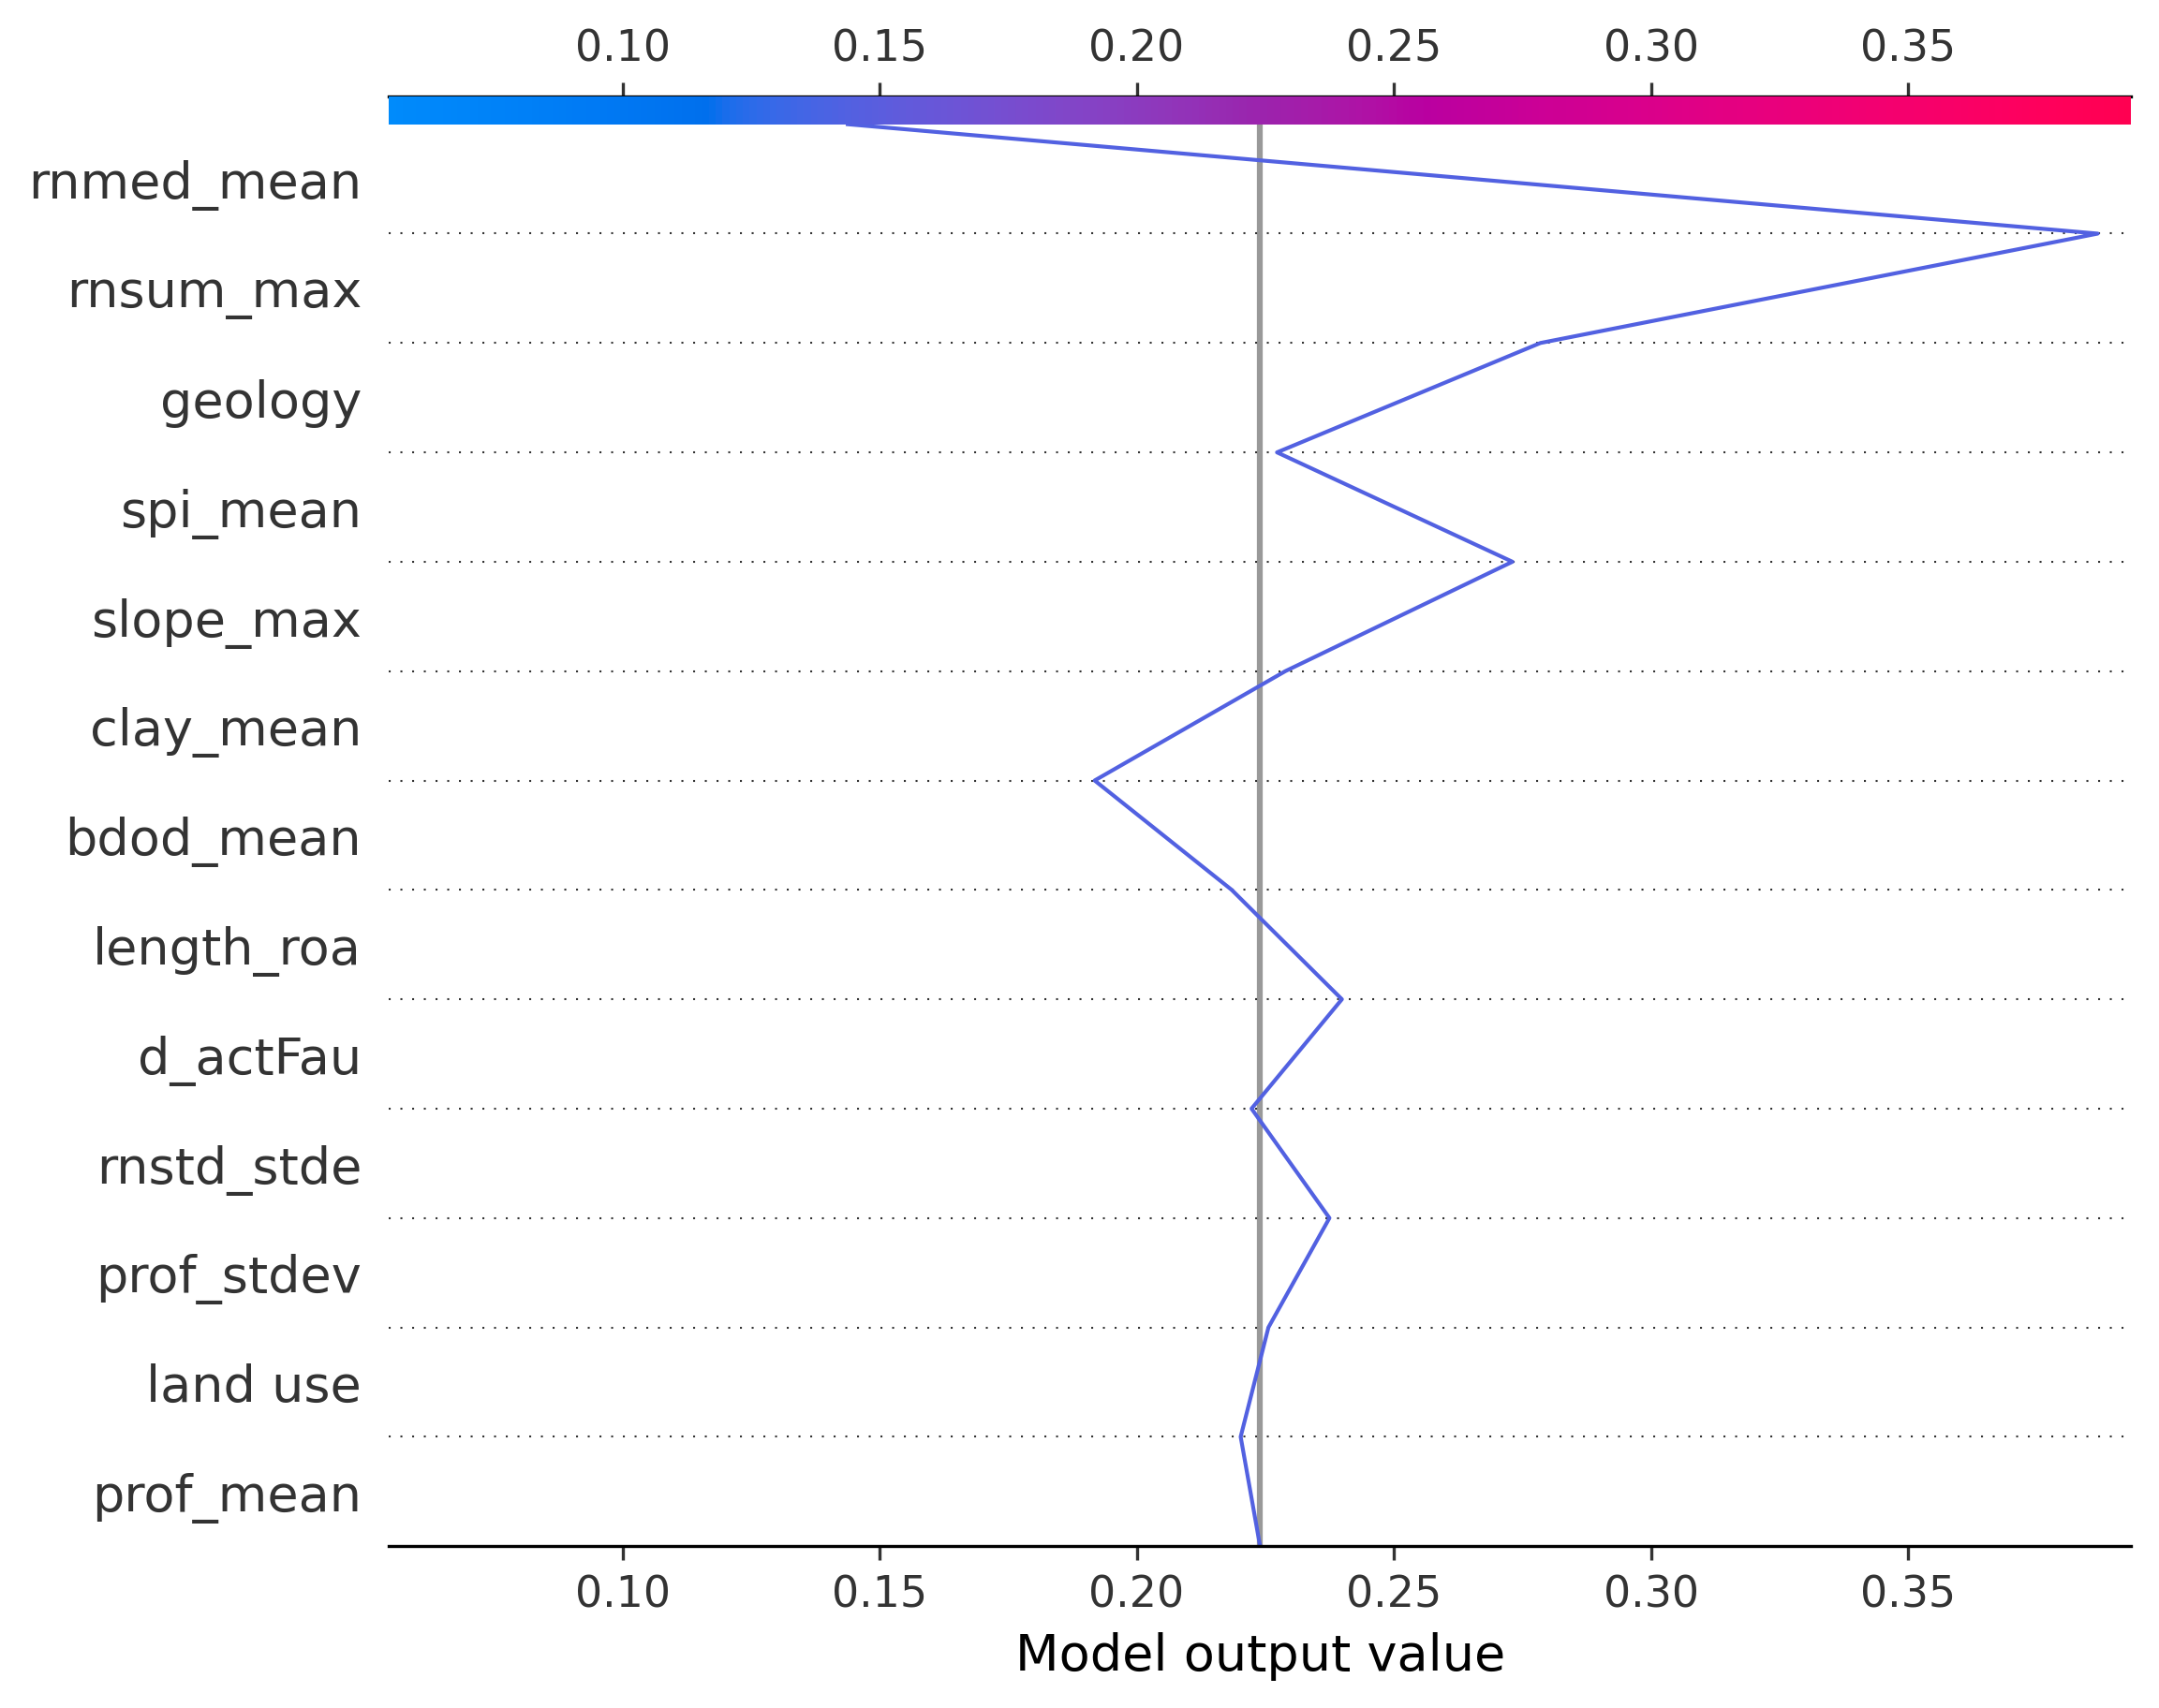 0.10 0.15 0.20 0.25 0.30 0.35
rnmed_mean
rnsum_max
geology
spi_mean
slope_max
clay_mean
bdod_mean
length_roa
d_actFau
rnstd_stde
prof_stdev
land use
prof_mean
0.10 0.15 0.20 0.25 0.30 0.35
Model output value